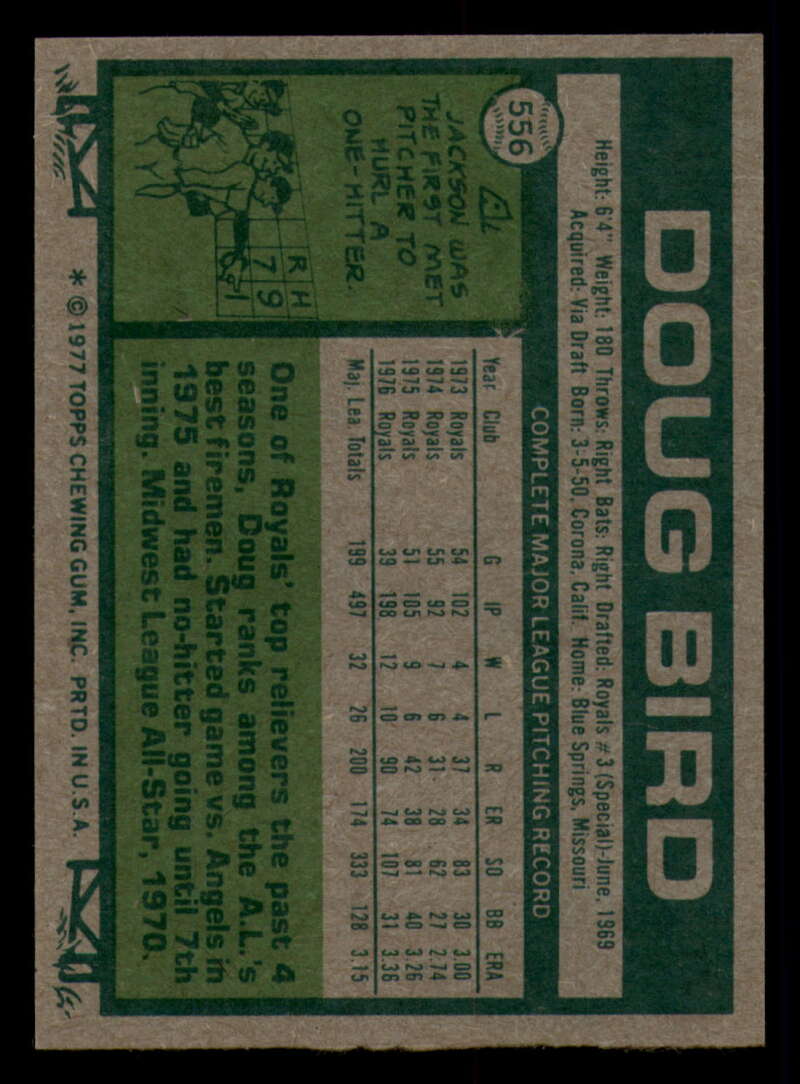 556
DOUG BIRD
Height: 6'4" Weight: 180 Throws: Right Bats: Right Drafted: Royals #3 (Special)-June, 1969
Acquired: Via Draft Born: 3-5-50, Corona, Calif. Home: Blue Springs, Missouri
COMPLETE MAJOR LEAGUE PITCHING RECORD
Year Club G IP W L R ER SO BB ERA
1973 Royals 54 102 4 4 37 34 83 30 3.00
1974 Royals 55 92 7 6 31 28 62 27 2.74
1975 Royals 51 105 9 6 42 38 81 40 3.26
1976 Royals 39 198 12 10 90 74 107 31 3.36
Maj. Lea Totals 199 497 32 26 200 174 333 128 3.15
AL
JACKSON WAS
THE FIRST MET
PITCHER TO
HURL A
ONE-HITTER.
R H
7 9
0 1
One of Royals' top relievers the past 4
seasons, Doug ranks among the A.L.'s
best firemen. Started game vs. Angels in
1975 and had no-hitter going until 7th
inning. Midwest League All-Star, 1970.
* © 1977 TOPPS CHEWING GUM, INC. PRTD. IN U.S.A.